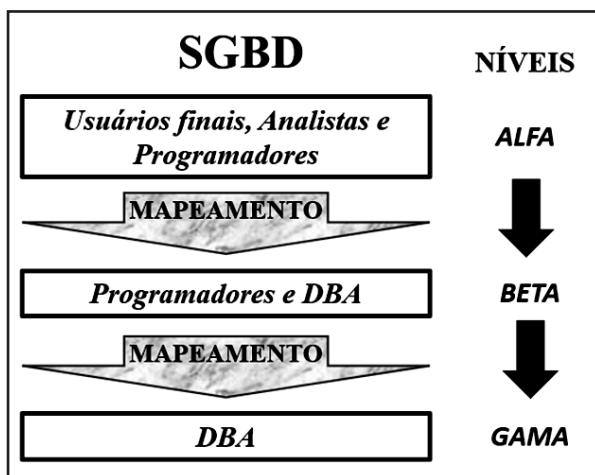 SGBD
NÍVEIS
Usuários finais, Analistas e
Programadores
ALFA
MAPEAMENTO
Programadores e DBA
BETA
MAPEAMENTO
DBA
GAMA